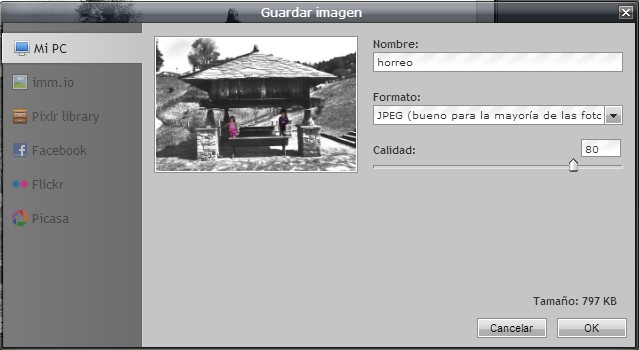 Guardar imagen
Mi PC
imm.io
Pixlr library
Facebook
Flickr
Picasa
Nombre:
horreo
Formato:
JPEG (bueno para la mayoría de las foto
Calidad:
80
Tamaño: 797 KB
Cancelar
OK